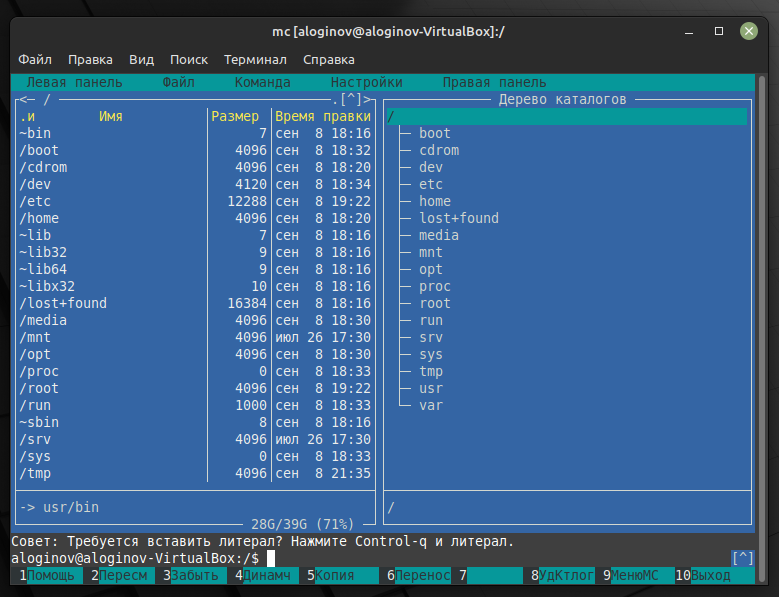 mc [aloginov@aloginov-VirtualBox]:/
Файл Правка Вид Поиск Терминал Справка
Левая панель Файл Команда Настройки Правая панель
<─ / .[^]>
.и Имя Размер Время правки
~bin 7 сен 8 18:16
/boot 4096 сен 8 18:32
/cdrom 4096 сен 8 18:20
/dev 4120 сен 8 18:34
/etc 12288 сен 8 19:22
/home 4096 сен 8 18:20
~lib 7 сен 8 18:16
~lib32 9 сен 8 18:16
~lib64 9 сен 8 18:16
~libx32 10 сен 8 18:16
/lost+found 16384 сен 8 18:16
/media 4096 сен 8 18:30
/mnt 4096 июл 26 17:30
/opt 4096 сен 8 18:30
/proc 0 сен 8 18:33
/root 4096 сен 8 19:22
/run 1000 сен 8 18:33
~sbin 8 сен 8 18:16
/srv 4096 июл 26 17:30
/sys 0 сен 8 18:33
/tmp 4096 сен 8 21:35
-> usr/bin
28G/39G (71%)
Дерево каталогов
/
boot
cdrom
dev
etc
home
lost+found
media
mnt
opt
proc
root
run
srv
sys
tmp
usr
var
/
Совет: Требуется вставить литерал? Нажмите Control-q и литерал.
aloginov@aloginov-VirtualBox:/$ [^]
1Помощь 2Пересм 3Забыть 4Динамч 5Копия 6Перенос 7 8УдКтлог 9МенюМС 10Выход